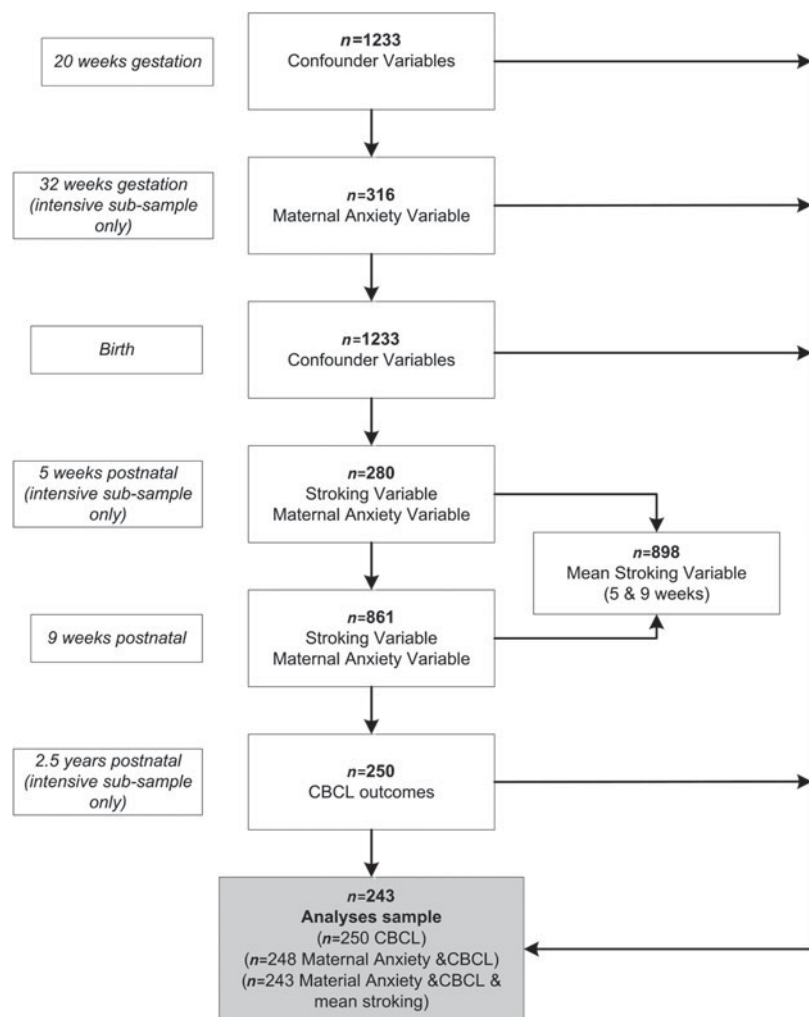 20 weeks gestation
n=1233
Confounder Variables
32 weeks gestation
(intensive sub-sample
only)
n=316
Maternal Anxiety Variable
Birth
n=1233
Confounder Variables
5 weeks postnatal
(intensive sub-sample
only)
n=280
Stroking Variable
Maternal Anxiety Variable
n=898
Mean Stroking Variable
(5 & 9 weeks)
9 weeks postnatal
n=861
Stroking Variable
Maternal Anxiety Variable
2.5 years postnatal
(intensive sub-sample
only)
n=250
CBCL outcomes
n=243
Analyses sample
(n=250 CBCL)
(n=248 Maternal Anxiety &CBCL)
(n=243 Material Anxiety &CBCL &
mean stroking)